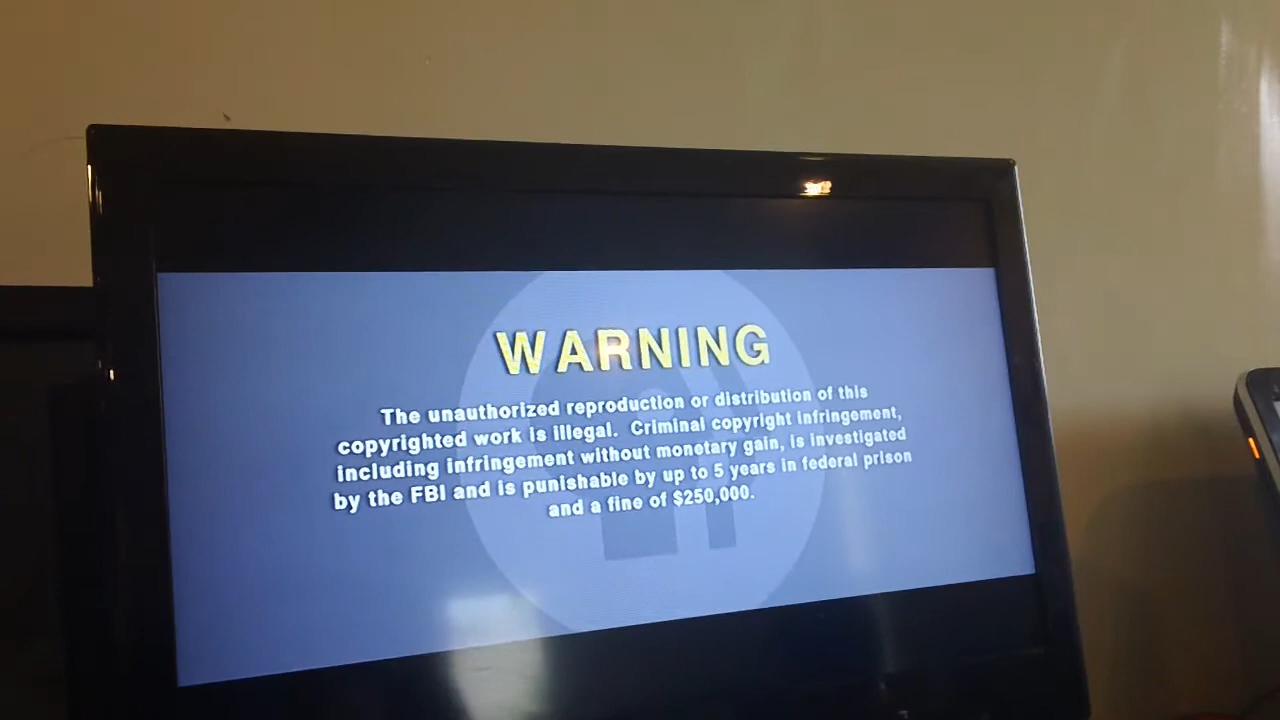 WARNING
The unauthorized reproduction or distribution of this
copyrighted work is illegal. Criminal copyright infringement,
including infringement without monetary gain, is investigated
by the FBI and is punishable by up to 5 years in federal prison
and a fine of $250,000.